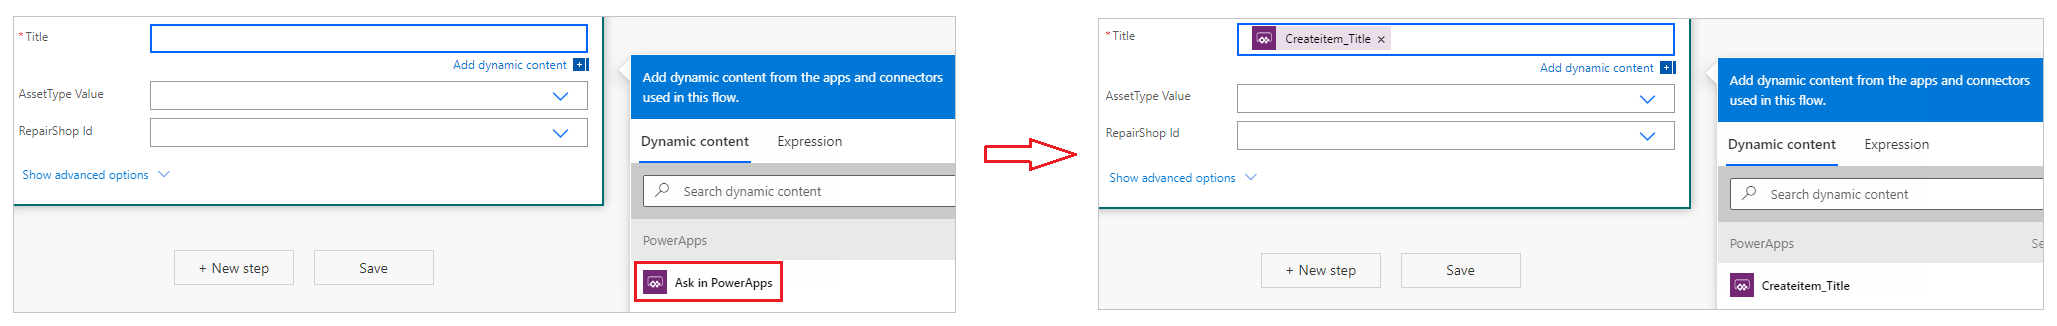 * Title
Add dynamic content
AssetType Value
RepairShop Id
Show advanced options
+ New step
Save
Add dynamic content from the apps and connectors
used in this flow.
Dynamic content
Expression
Search dynamic content
PowerApps
Ask in PowerApps
* Title
Createitem_Title ×
Add dynamic content
AssetType Value
RepairShop Id
Show advanced options
+ New step
Save
Add dynamic content from the apps and connectors
used in this flow.
Dynamic content
Expression
Search dynamic content
PowerApps
Se
Createitem_Title